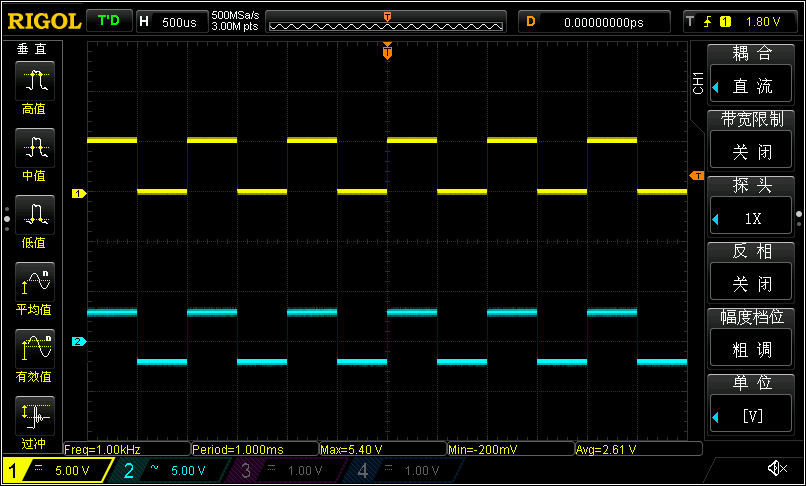 RIGOL T'D H 500us 500MSa/s 3.00M pts T D 0.00000000ps T 1 1.80 V
垂直
高值
中值
低值
平均值
有效值
过冲
T
1
2
T
CH1
耦合
直流
带宽限制
关闭
探头
1X
反相
关闭
幅度档位
粗调
单位
[V]
Freq=1.00kHz Period=1.000ms Max=5.40 V Min=-200mV Avg=2.61 V
1 5.00 V 2 ~ 5.00 V 3 1.00 V 4 1.00 V